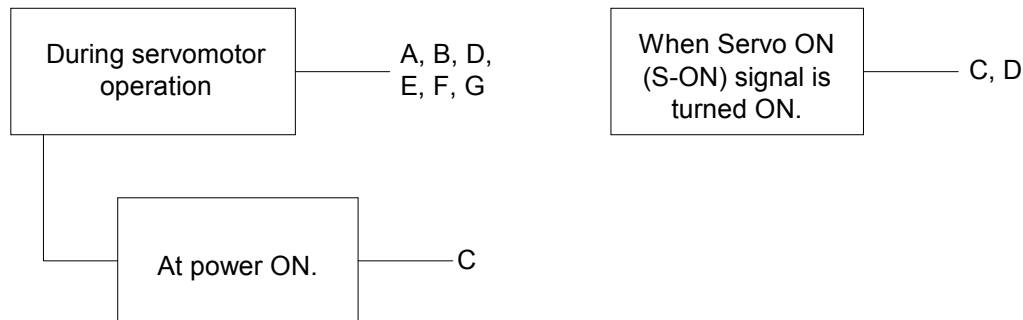 During servomotor
operation
A, B, D,
E, F, G
At power ON.
C
When Servo ON
(S-ON) signal is
turned ON.
C, D